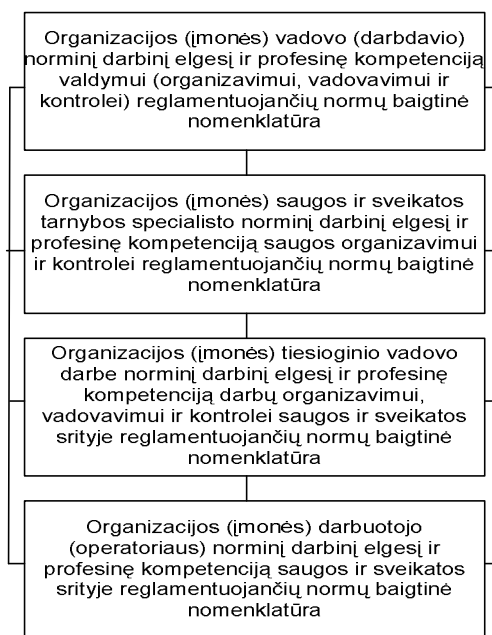 Organizacijos (įmonės) vadovo (darbdavio)
norminį darbinį elgesį ir profesinę kompetenciją
valdymui (organizavimui, vadovavimui ir
kontrolei) reglamentuojančių normų baigtinė
nomenklatūra
Organizacijos (įmonės) saugos ir sveikatos
tarnybos specialisto norminį darbinį elgesį ir
profesinę kompetenciją saugos organizavimui
ir kontrolei reglamentuojančių normų baigtinė
nomenklatūra
Organizacijos (įmonės) tiesioginio vadovo
darbe norminį darbinį elgesį ir profesinę
kompetenciją darbų organizavimui,
vadovavimui ir kontrolei saugos ir sveikatos
srityje reglamentuojančių normų baigtinė
nomenklatūra
Organizacijos (įmonės) darbuotojo
(operatoriaus) norminį darbinį elgesį ir
profesinę kompetenciją saugos ir sveikatos
srityje reglamentuojančių normų baigtinė
nomenklatūra